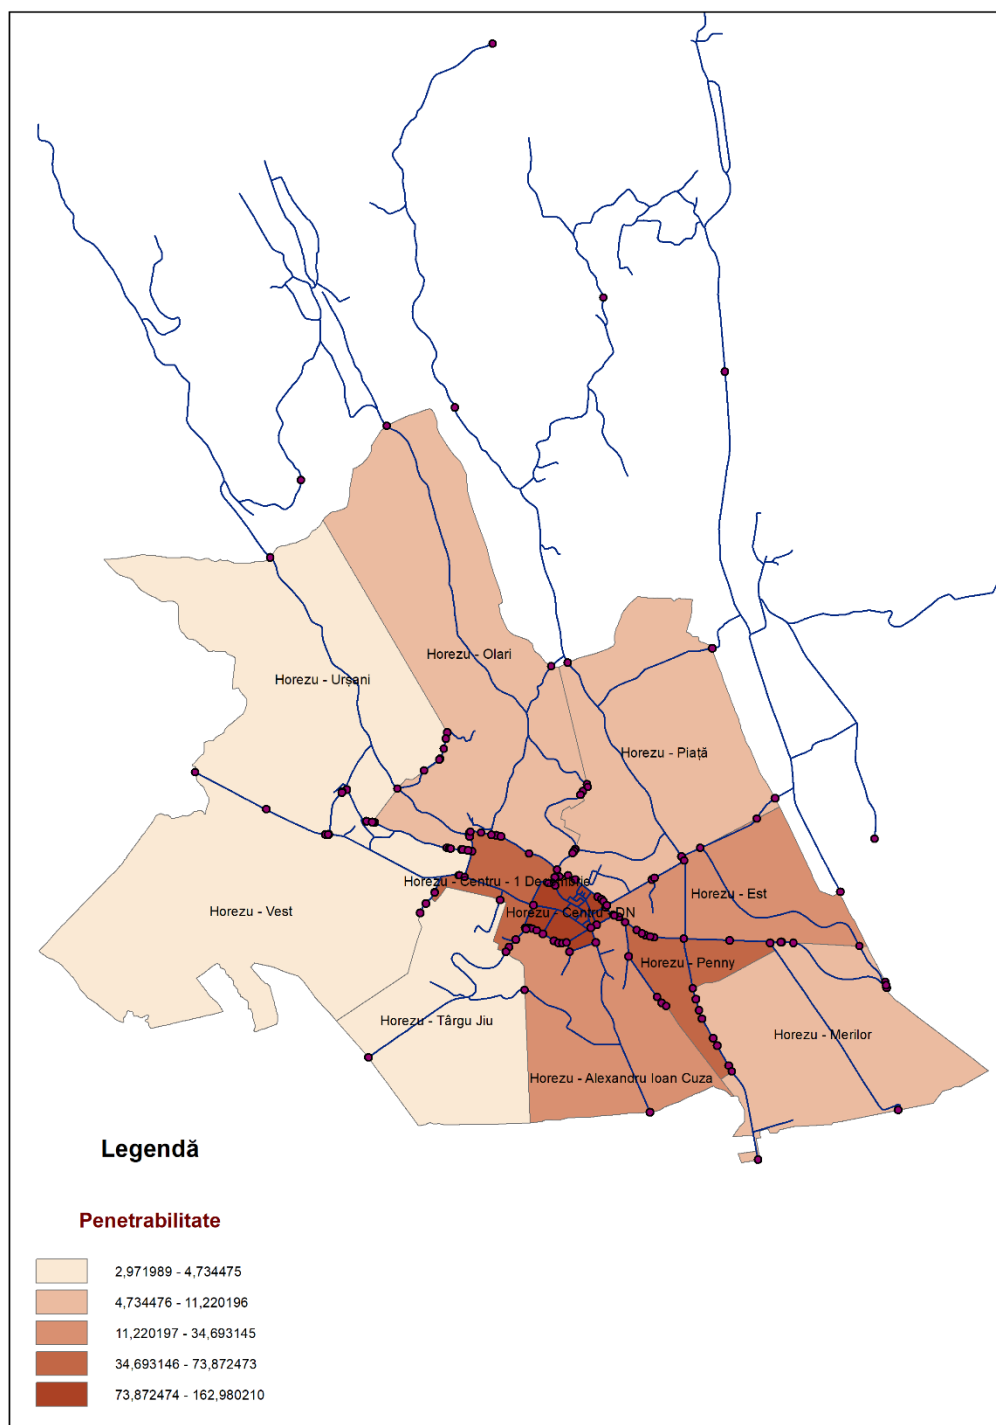 Horezu - Olari
Horezu - Urșani
Horezu - Piață
Horezu - Centru - 1 Decembrie
Horezu - Est
Horezu - Vest
Horezu - Centru - DN
Horezu - Penny
Horezu - Târgu Jiu
Horezu - Merilor
Horezu - Alexandru Ioan Cuza
Legendă
Penetrabilitate
2,971989 - 4,734475
4,734476 - 11,220196
11,220197 - 34,693145
34,693146 - 73,872473
73,872474 - 162,980210